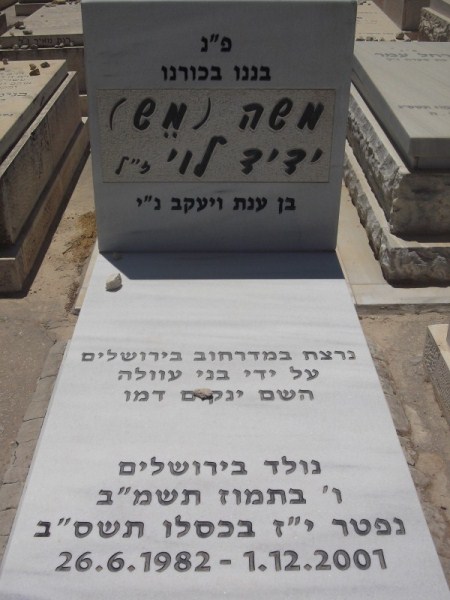 פ"נ
בננו בכורנו
משה (מֵש)
ידיד לוי ז"ל
בן ענת ויעקב נ"י
נרצח במדרחוב בירושלים
על ידי בני עוולה
השם ינקום דמו
נולד בירושלים
ו' בתמוז תשמ"ב
נפטר י"ז בכסלו תשס"ב
26.6.1982 - 1.12.2001